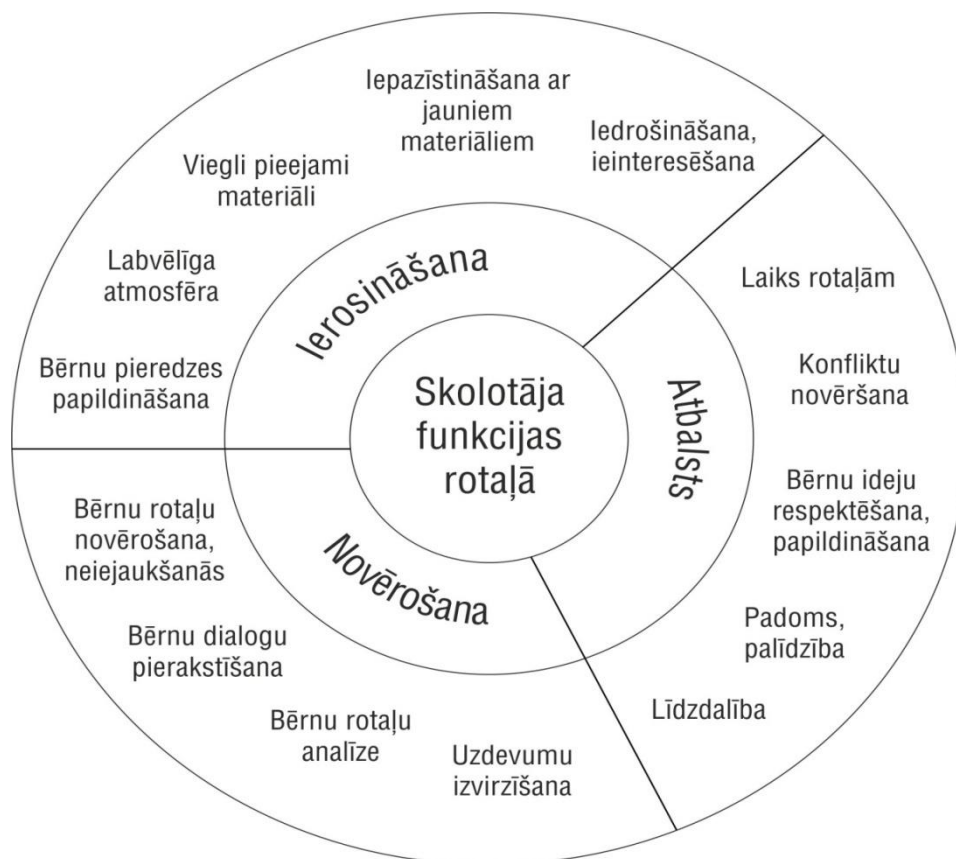 Skolotāja
funkcijas
rotaļā
Ierosināšana
Bērnu pieredzes
papildināšana
Labvēlīga
atmosfēra
Viegli pieejami
materiāli
Iepazīstināšana ar
jauniem
materiāliem
Iedrošināšana,
ieinteresēšana
Atbalsts
Laiks rotaļām
Konfliktu
novēršana
Bērnu ideju
respektēšana,
papildināšana
Padoms,
palīdzība
Līdzdalība
Novērošana
Bērnu rotaļu
novērošana,
neiejaukšanās
Bērnu dialogu
pierakstīšana
Bērnu rotaļu
analīze
Uzdevumu
izvirzīšana